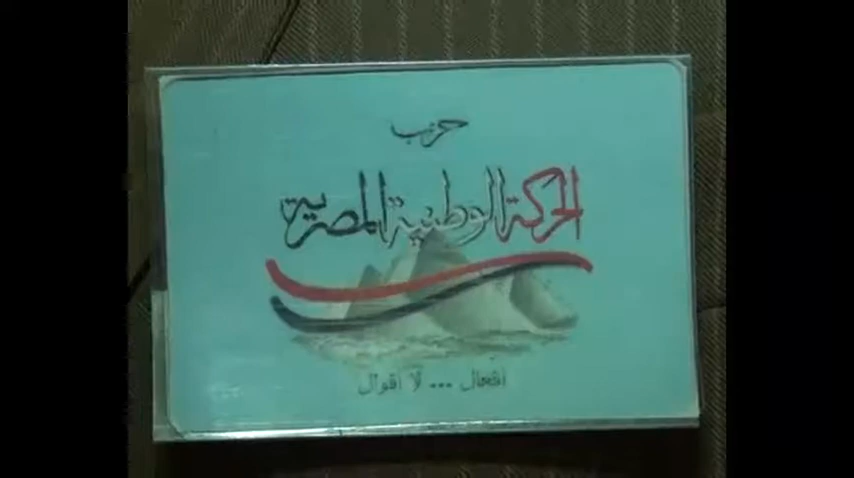 حزب
الحركة الوطنية المصرية
افعال ... لا اقوال